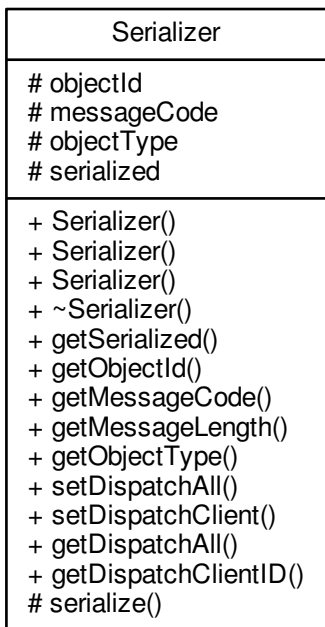 Serializer
# objectId
# messageCode
# objectType
# serialized
+ Serializer()
+ Serializer()
+ Serializer()
+ ~Serializer()
+ getSerialized()
+ getObjectId()
+ getMessageCode()
+ getMessageLength()
+ getObjectType()
+ setDispatchAll()
+ setDispatchClient()
+ getDispatchAll()
+ getDispatchClientID()
# serialize()